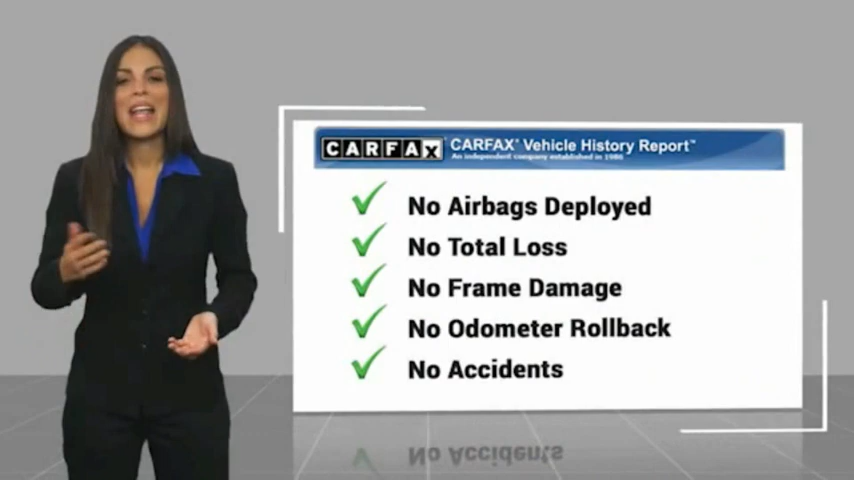 CARFAX CARFAX® Vehicle History Report™
An independent company established in 1986
No Airbags Deployed
No Total Loss
No Frame Damage
No Odometer Rollback
No Accidents
No Accidents